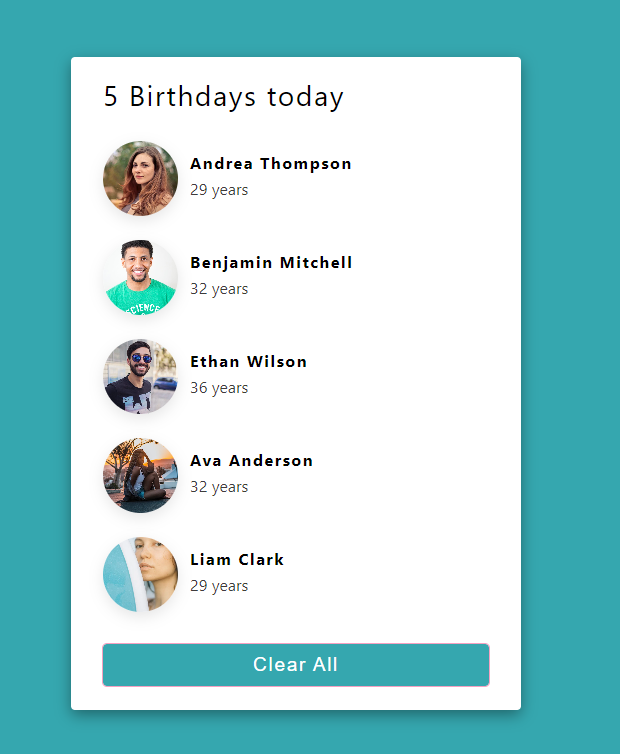 5 Birthdays today
Andrea Thompson
29 years
Benjamin Mitchell
32 years
SCIENCE
Ethan Wilson
36 years
Ava Anderson
32 years
Liam Clark
29 years
Clear All